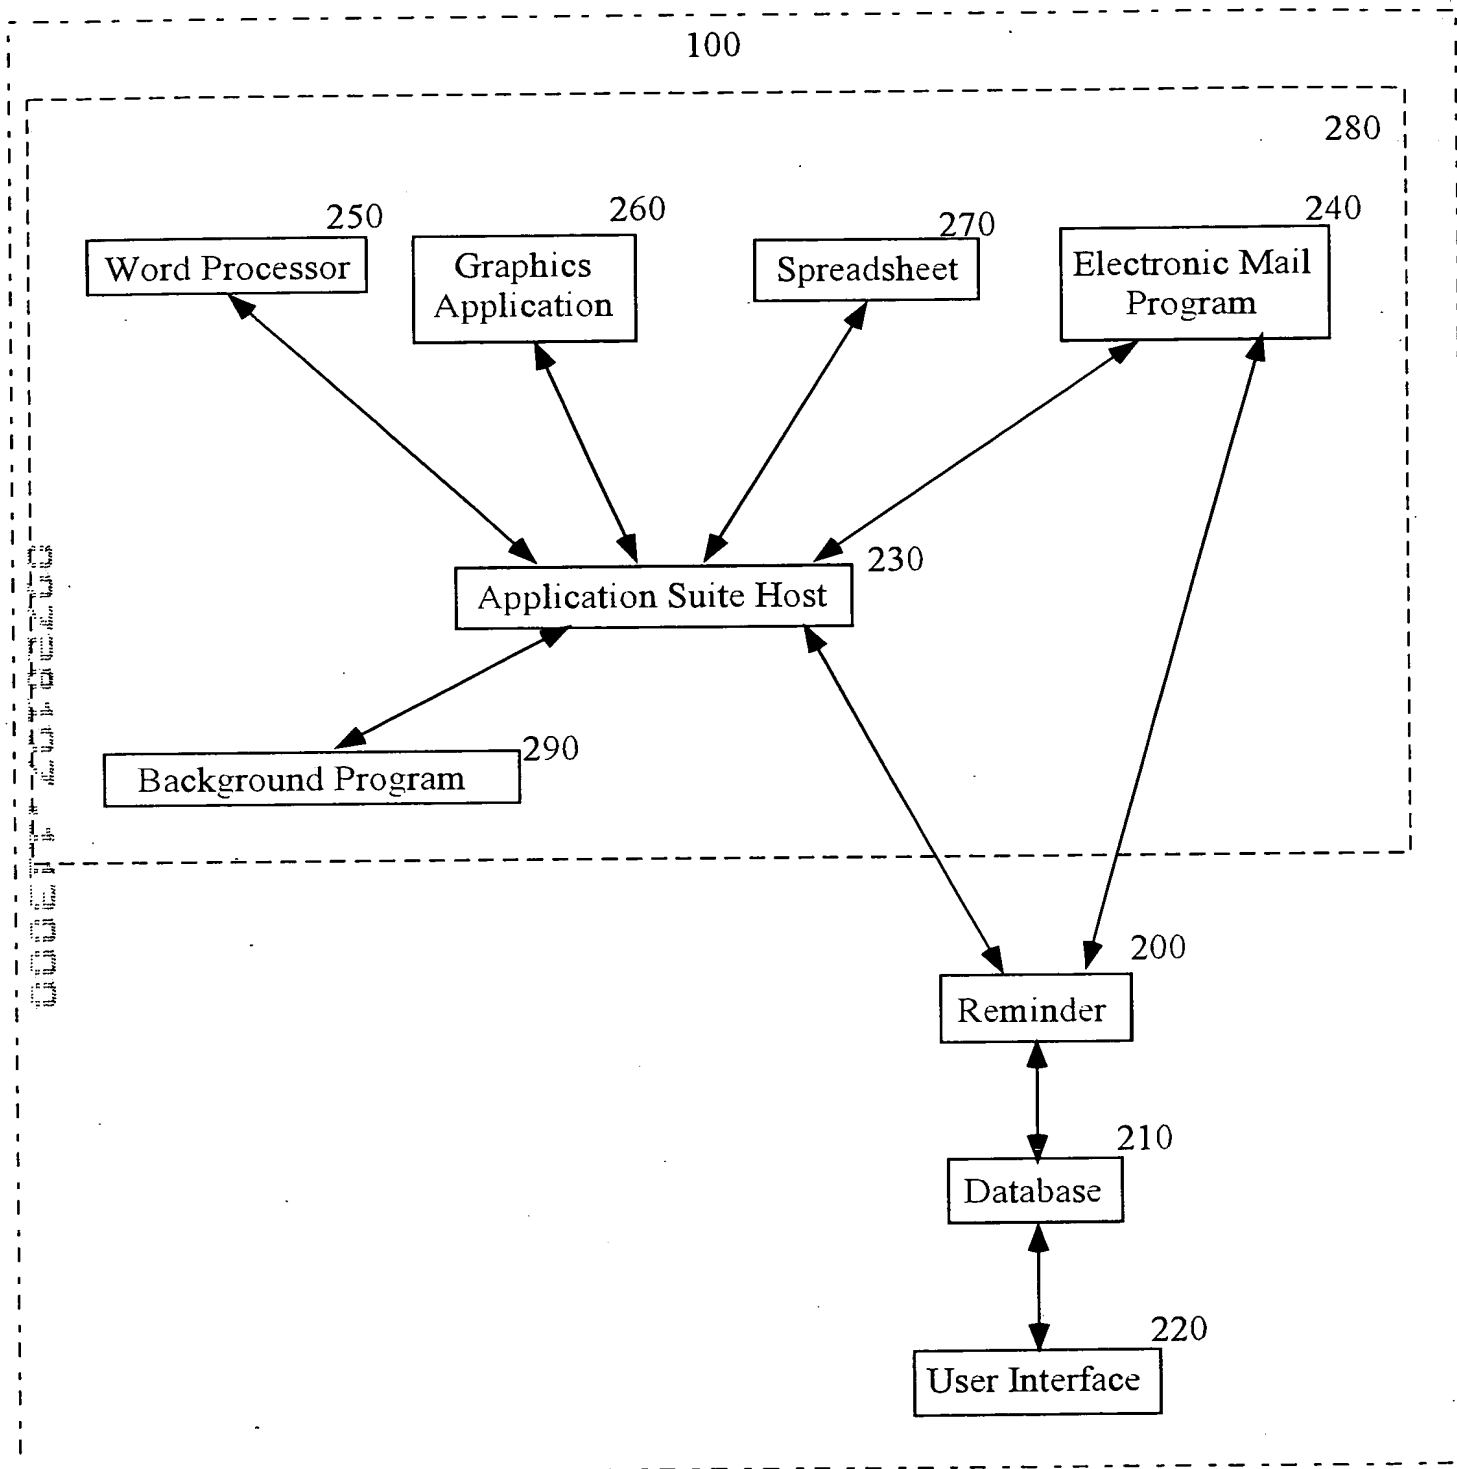 100
280
250
260
270
240
Word Processor
Graphics
Application
Spreadsheet
Electronic Mail
Program
230
Application Suite Host
290
Background Program
200
Reminder
210
Database
220
User Interface